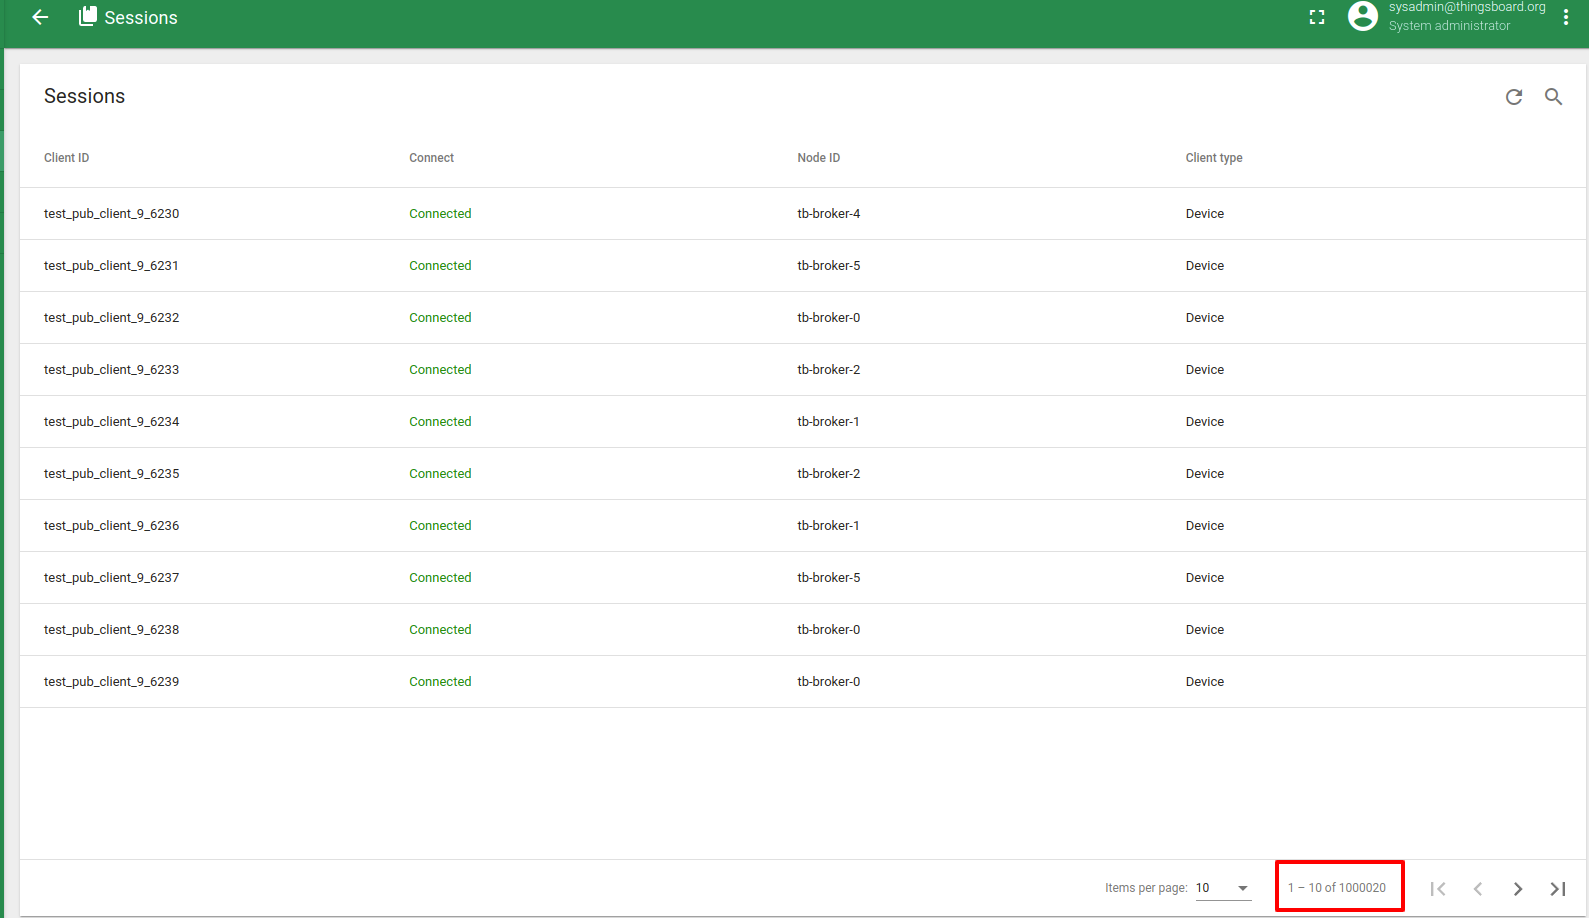 Sessions
sysadmin@thingsboard.org
System administrator
Sessions
Client ID Connect Node ID Client type
test_pub_client_9_6230 Connected tb-broker-4 Device
test_pub_client_9_6231 Connected tb-broker-5 Device
test_pub_client_9_6232 Connected tb-broker-0 Device
test_pub_client_9_6233 Connected tb-broker-2 Device
test_pub_client_9_6234 Connected tb-broker-1 Device
test_pub_client_9_6235 Connected tb-broker-2 Device
test_pub_client_9_6236 Connected tb-broker-1 Device
test_pub_client_9_6237 Connected tb-broker-5 Device
test_pub_client_9_6238 Connected tb-broker-0 Device
test_pub_client_9_6239 Connected tb-broker-0 Device
Items per page: 10 1 – 10 of 1000020